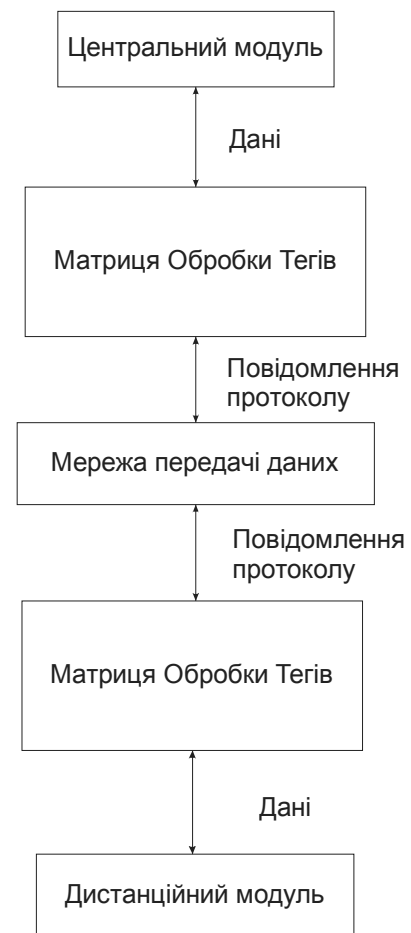 Центральний модуль
Дані
Матриця Обробки Тегів
Повідомлення
протоколу
Мережа передачі даних
Повідомлення
протоколу
Матриця Обробки Тегів
Дані
Дистанційний модуль